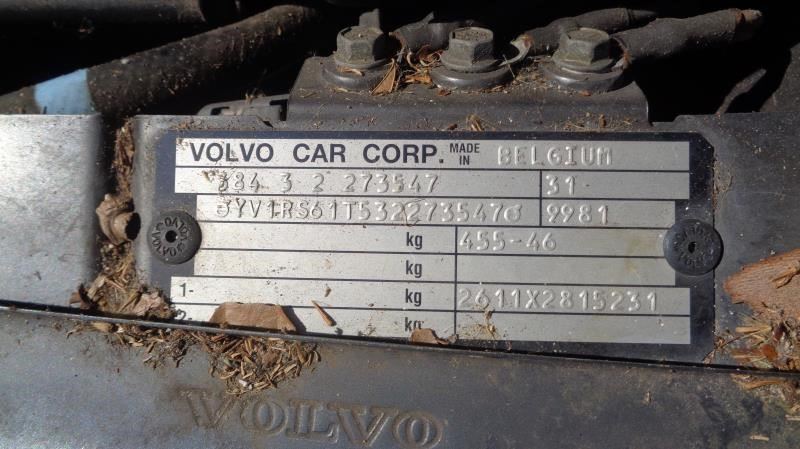 VOLVO CAR CORP. MADE IN BELGIUM
384 3 2 273547 31
YV1RS61T532273547 9981
kg 455-46
kg
1- kg 2611X2815231
kg
VOLVO